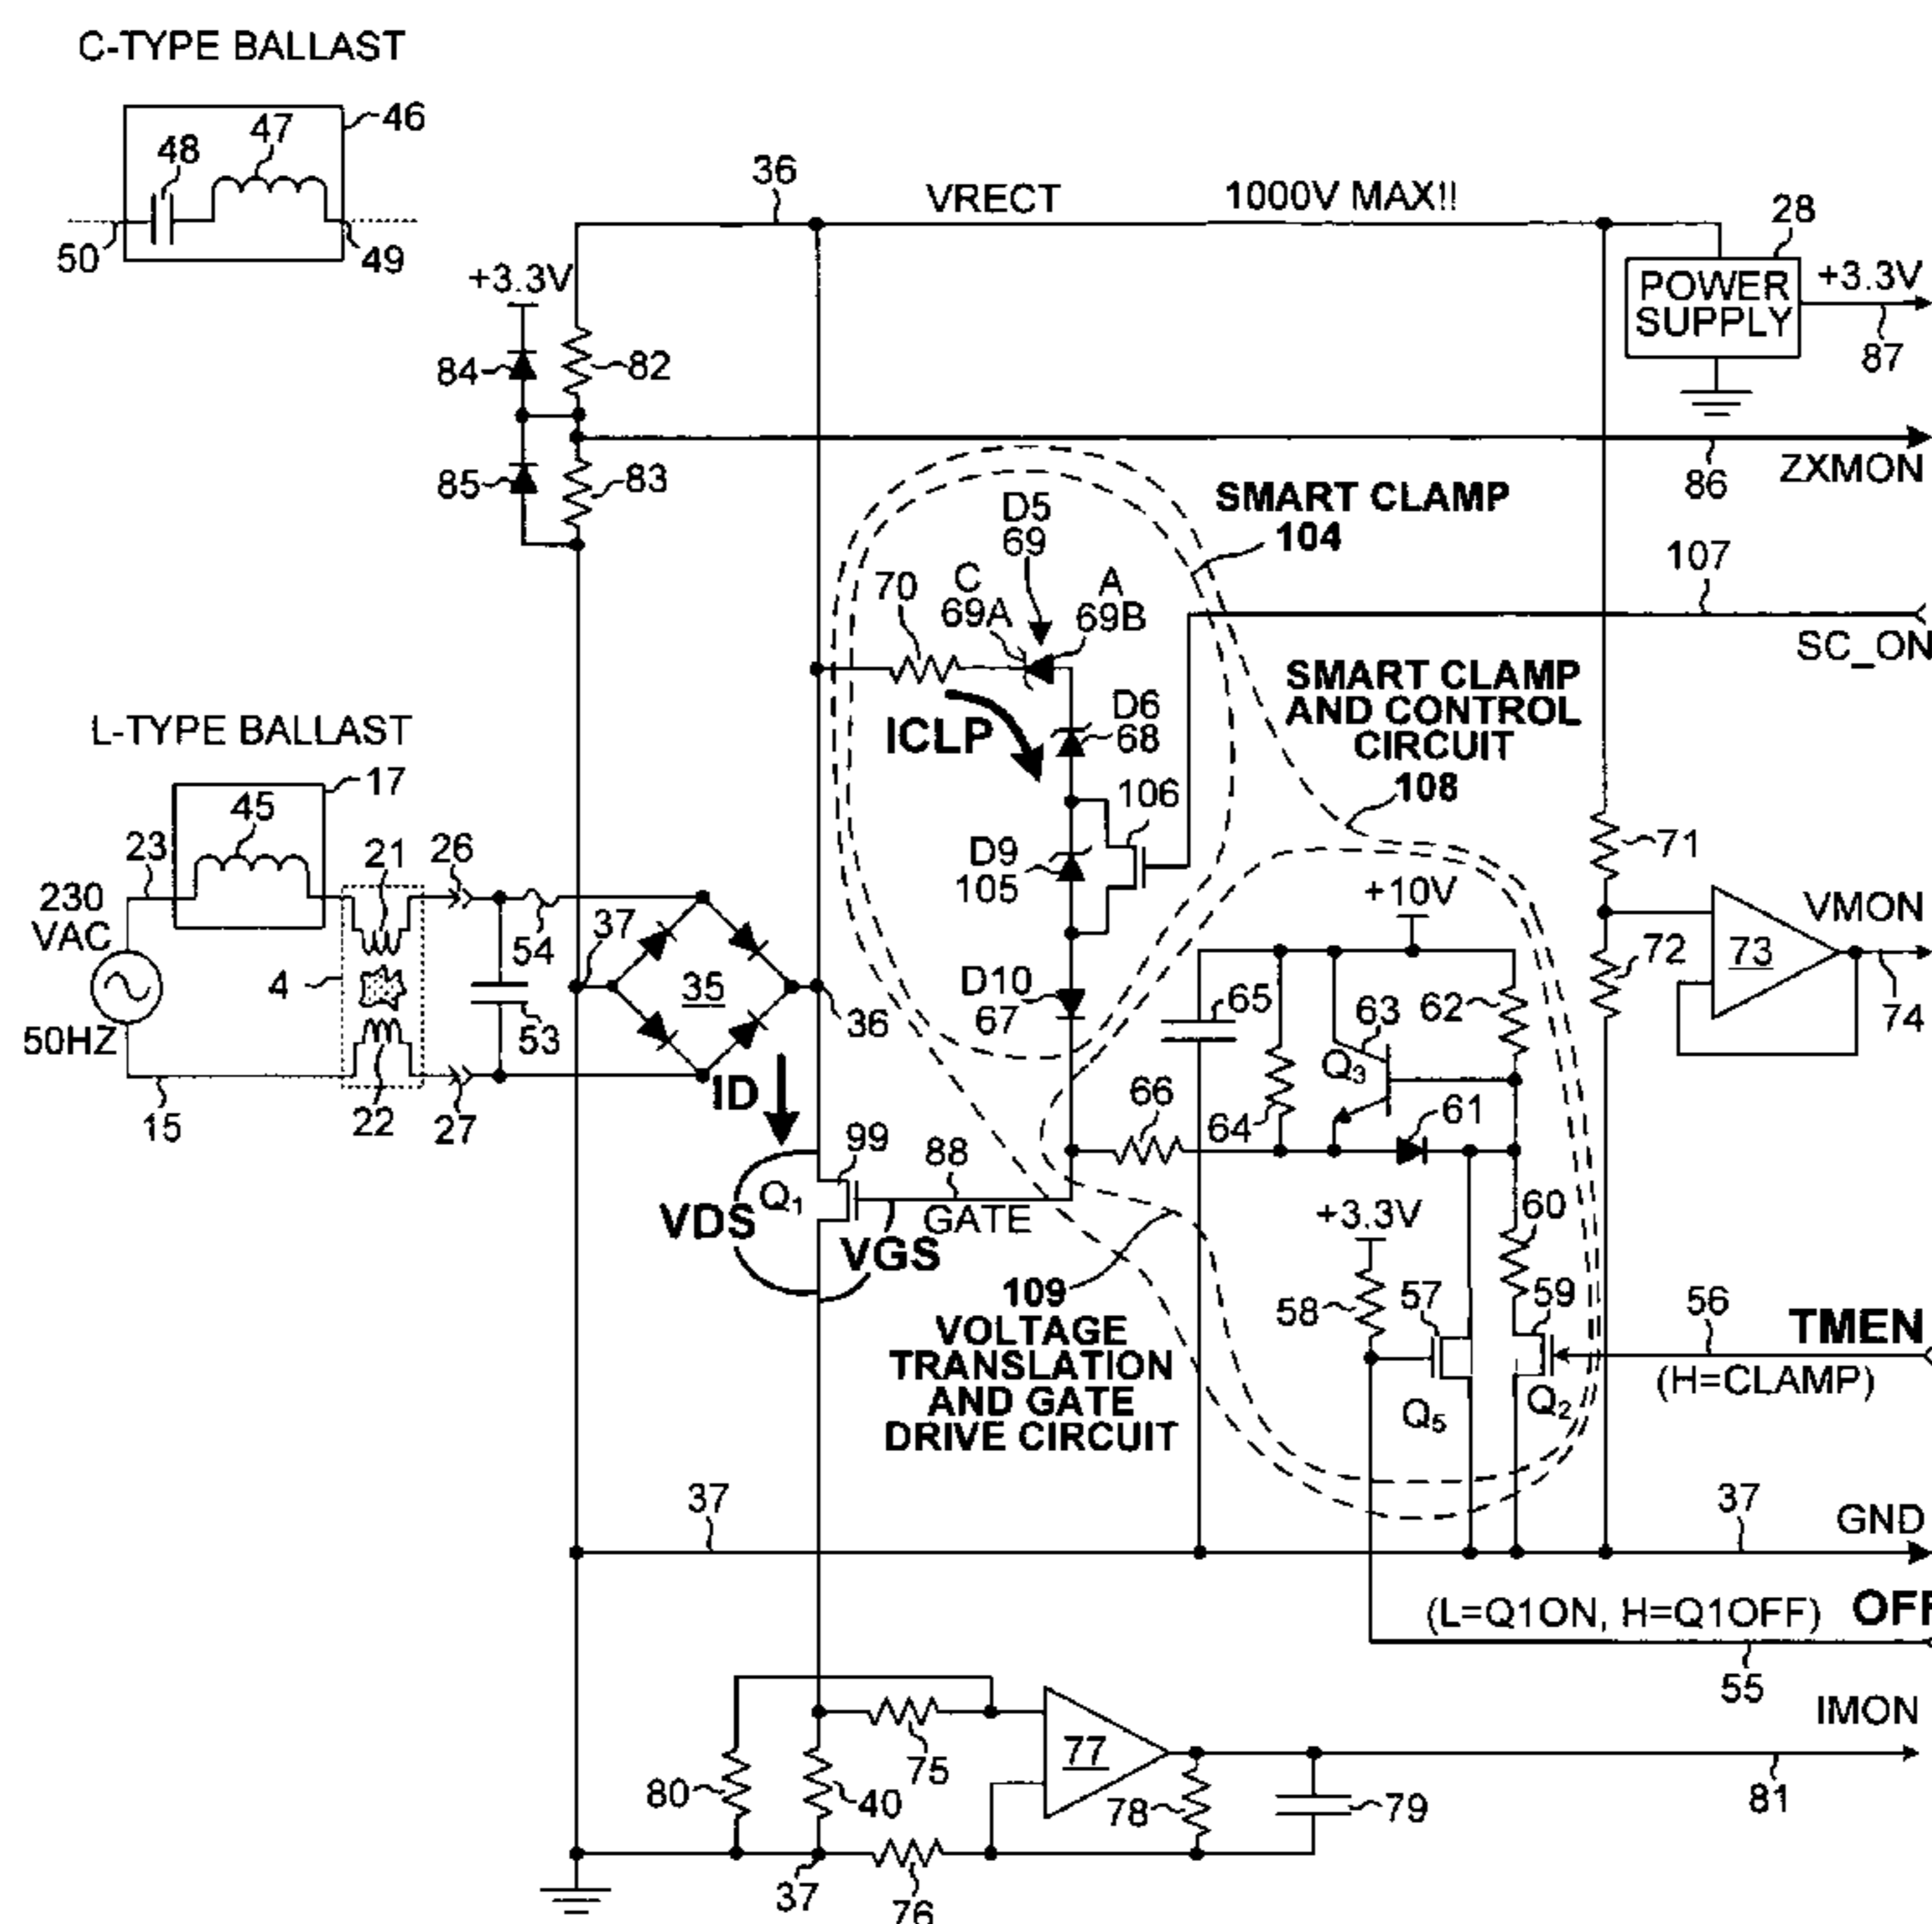 C-TYPE BALLAST
46
47
48
50
49
36
VRECT
1000V MAX!!
28
POWER
SUPPLY
+3.3V
87
+3.3V
84
82
85
83
86
ZXMON
SMART CLAMP
104
D5
69
C
69A
A
69B
70
107
SC_ON
ICLP
D6
68
SMART CLAMP
AND CONTROL
CIRCUIT
108
106
D9
105
L-TYPE BALLAST
17
45
23
21
26
230
VAC
50HZ
4
54
37
53
35
36
22
27
15
D10
67
+10V
65
63
62
Q3
64
61
66
71
72
73
VMON
74
ID
99
Q1
88
GATE
VDS
VGS
109
VOLTAGE
TRANSLATION
AND GATE
DRIVE CIRCUIT
+3.3V
60
58
57
59
Q5
Q2
56
TMEN
(H=CLAMP)
37
37
GND
(L=Q1ON, H=Q1OFF)
OFF
55
75
77
80
40
78
79
IMON
81
37
76